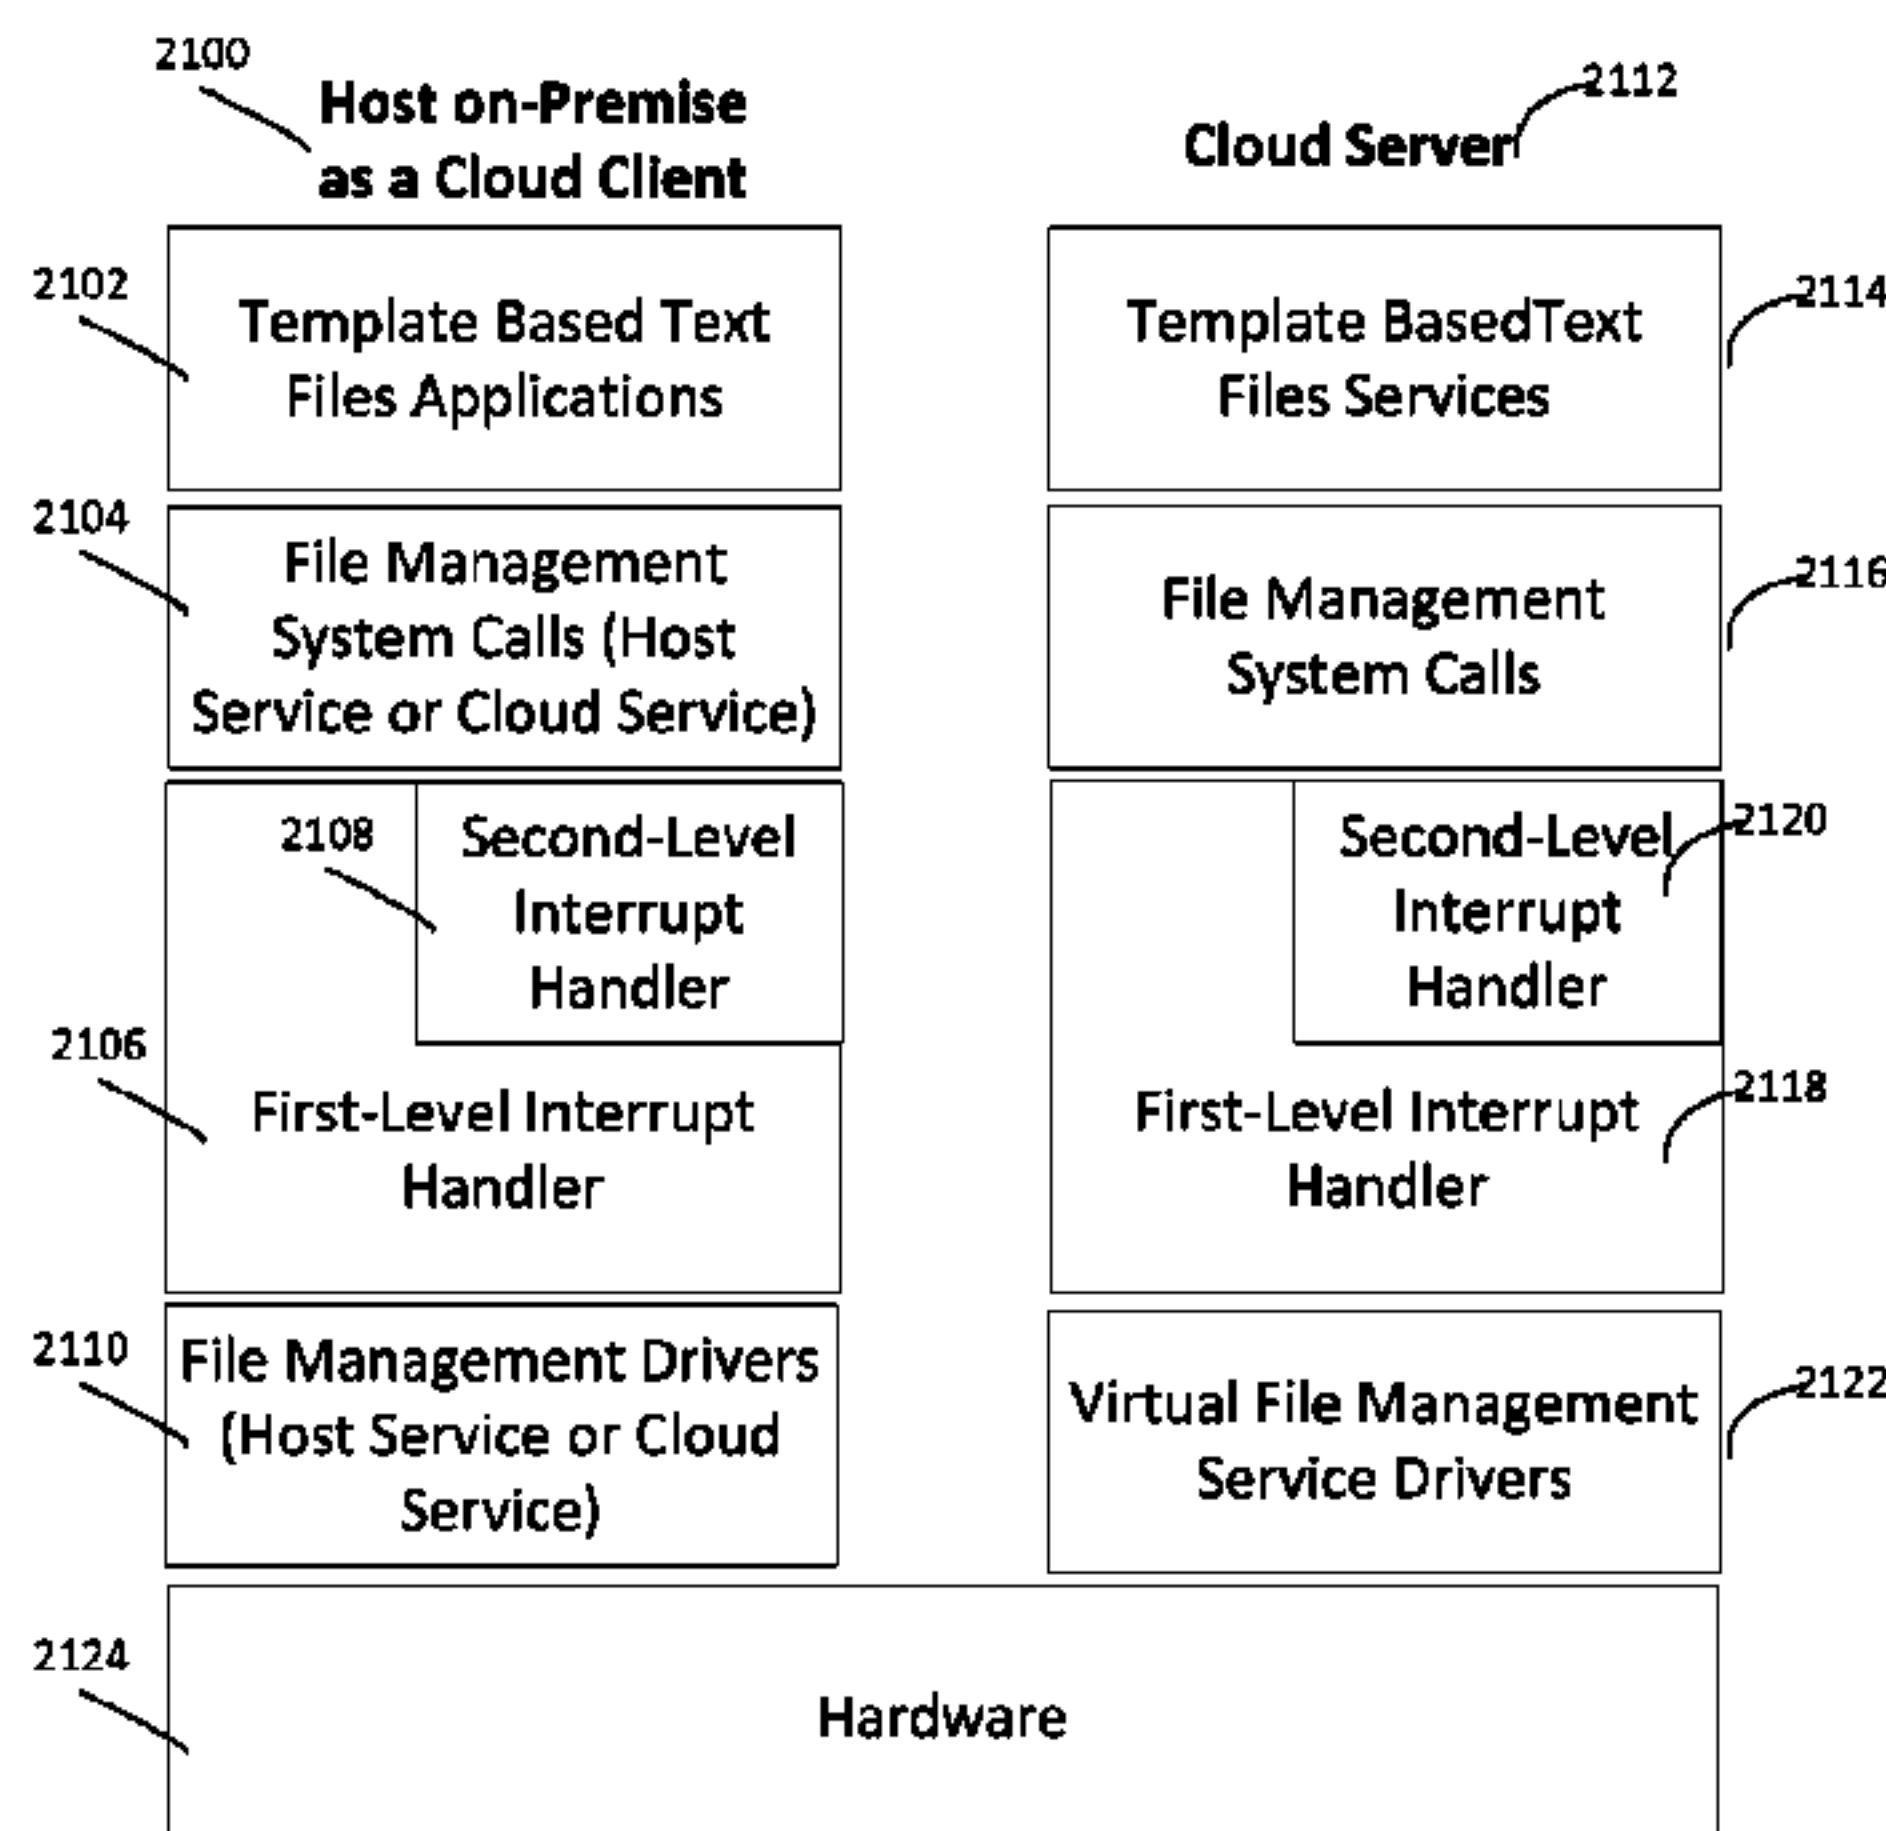 2100
Host on-Premise
as a Cloud Client
2112
Cloud Server
2102
Template Based Text
Files Applications
2114
Template BasedText
Files Services
2104
File Management
System Calls (Host
Service or Cloud Service)
2116
File Management
System Calls
2108
Second-Level
Interrupt
Handler
2120
Second-Level
Interrupt
Handler
2106
First-Level Interrupt
Handler
2118
First-Level Interrupt
Handler
2110
File Management Drivers
(Host Service or Cloud
Service)
2122
Virtual File Management
Service Drivers
2124
Hardware